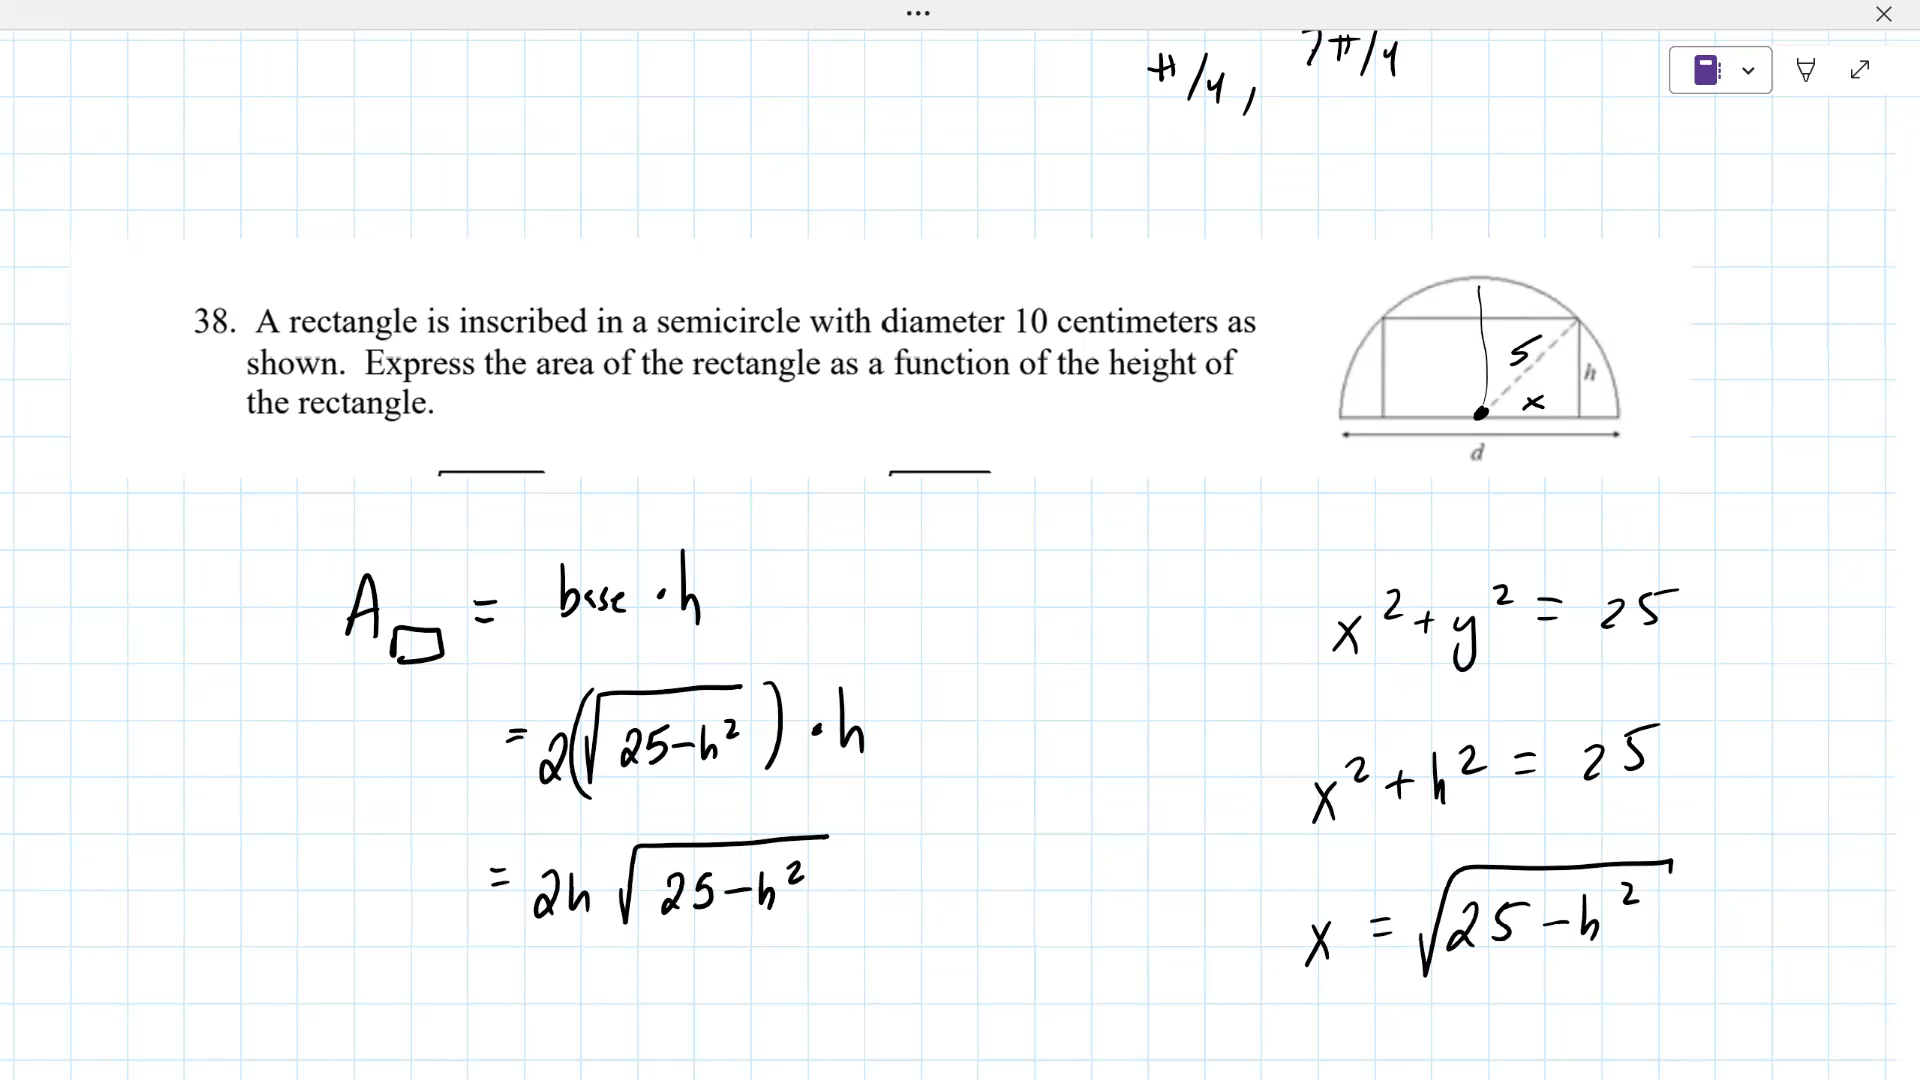 π/4, 7π/4
38. A rectangle is inscribed in a semicircle with diameter 10 centimeters as
shown. Express the area of the rectangle as a function of the height of
the rectangle.
5
h
x
d
A▭ = base · h
= 2(√(25-h²)) · h
= 2h √(25-h²)
x² + y² = 25
x² + h² = 25
x = √(25-h²)